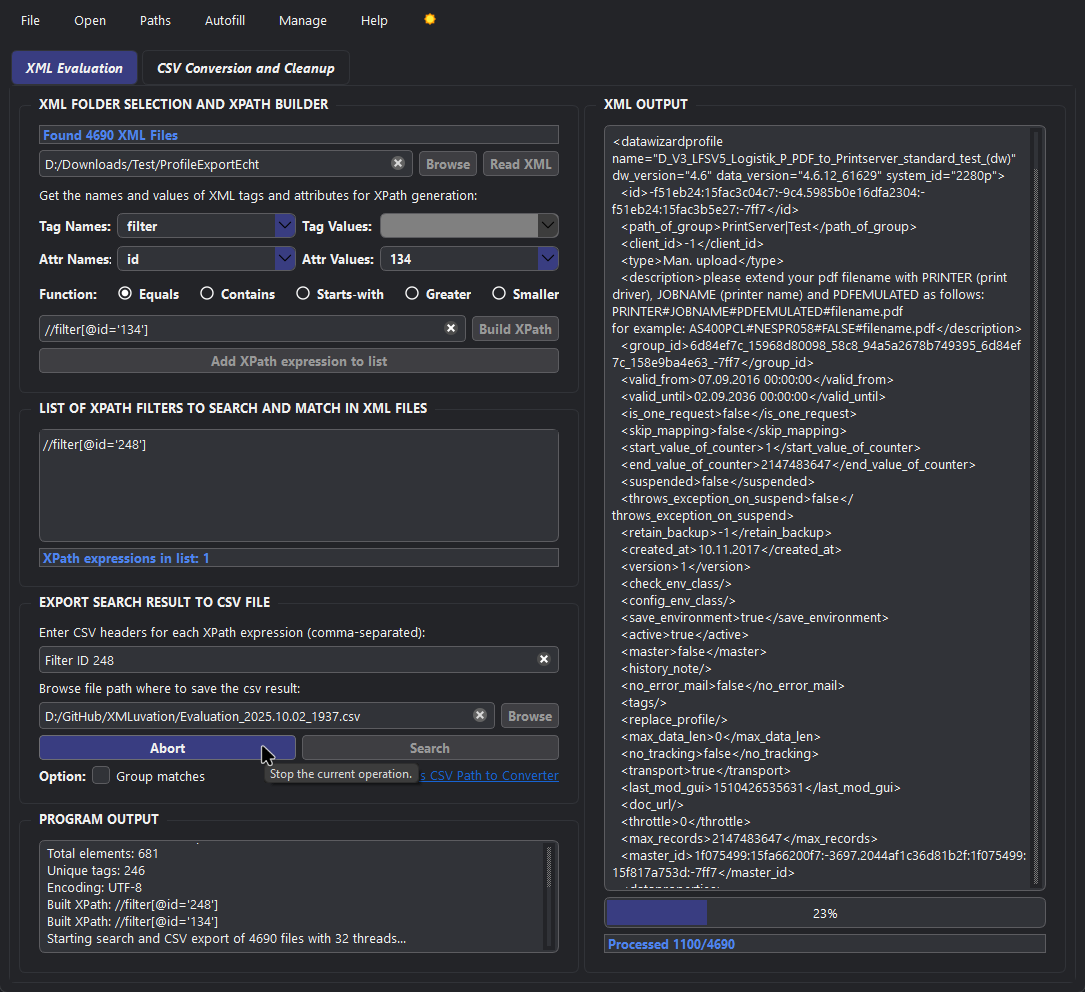 File Open Paths Autofill Manage Help
XML Evaluation CSV Conversion and Cleanup
XML FOLDER SELECTION AND XPATH BUILDER
Found 4690 XML Files
D:/Downloads/Test/ProfileExportEcht Browse Read XML
Get the names and values of XML tags and attributes for XPath generation:
Tag Names: filter Tag Values:
Attr Names: id Attr Values: 134
Function: Equals Contains Starts-with Greater Smaller
//filter[@id='134'] Build XPath
Add XPath expression to list
LIST OF XPATH FILTERS TO SEARCH AND MATCH IN XML FILES
//filter[@id='248']
XPath expressions in list: 1
EXPORT SEARCH RESULT TO CSV FILE
Enter CSV headers for each XPath expression (comma-separated):
Filter ID 248
Browse file path where to save the csv result:
D:/GitHub/XMLuvation/Evaluation_2025.10.02_1937.csv Browse
Abort Search
Option: Group matches s CSV Path to Converter
Stop the current operation.
PROGRAM OUTPUT
Total elements: 681
Unique tags: 246
Encoding: UTF-8
Built XPath: //filter[@id='248']
Built XPath: //filter[@id='134']
Starting search and CSV export of 4690 files with 32 threads...
XML OUTPUT
<datawizardprofile
name="D_V3_LFSV5_Logistik_P_PDF_to_Printserver_standard_test_(dw)"
dw_version="4.6" data_version="4.6.12_61629" system_id="2280p">
<id>-f51eb24:15fac3c04c7:-9c4.5985b0e16dfa2304:-
f51eb24:15fac3b5e27:-7ff7</id>
<path_of_group>PrintServer|Test</path_of_group>
<client_id>-1</client_id>
<type>Man. upload</type>
<description>please extend your pdf filename with PRINTER (print
driver), JOBNAME (printer name) and PDFEMULATED as follows:
PRINTER#JOBNAME#PDFEMULATED#filename.pdf
for example: AS400PCL#NESPR058#FALSE#filename.pdf</description>
<group_id>6d84ef7c_15968d80098_58c8_94a5a2678b749395_6d84ef
7c_158e9ba4e63_-7ff7</group_id>
<valid_from>07.09.2016 00:00:00</valid_from>
<valid_until>02.09.2036 00:00:00</valid_until>
<is_one_request>false</is_one_request>
<skip_mapping>false</skip_mapping>
<start_value_of_counter>1</start_value_of_counter>
<end_value_of_counter>2147483647</end_value_of_counter>
<suspended>false</suspended>
<throws_exception_on_suspend>false</
throws_exception_on_suspend>
<retain_backup>-1</retain_backup>
<created_at>10.11.2017</created_at>
<version>1</version>
<check_env_class/>
<config_env_class/>
<save_environment>true</save_environment>
<active>true</active>
<master>false</master>
<history_note/>
<no_error_mail>false</no_error_mail>
<tags/>
<replace_profile/>
<max_data_len>0</max_data_len>
<no_tracking>false</no_tracking>
<transport>true</transport>
<last_mod_gui>1510426535631</last_mod_gui>
<doc_url/>
<throttle>0</throttle>
<max_records>2147483647</max_records>
<master_id>1f075499:15fa66200f7:-3697.2044af1c36d81b2f:1f075499:
15f817a753d:-7ff7</master_id>
23%
Processed 1100/4690